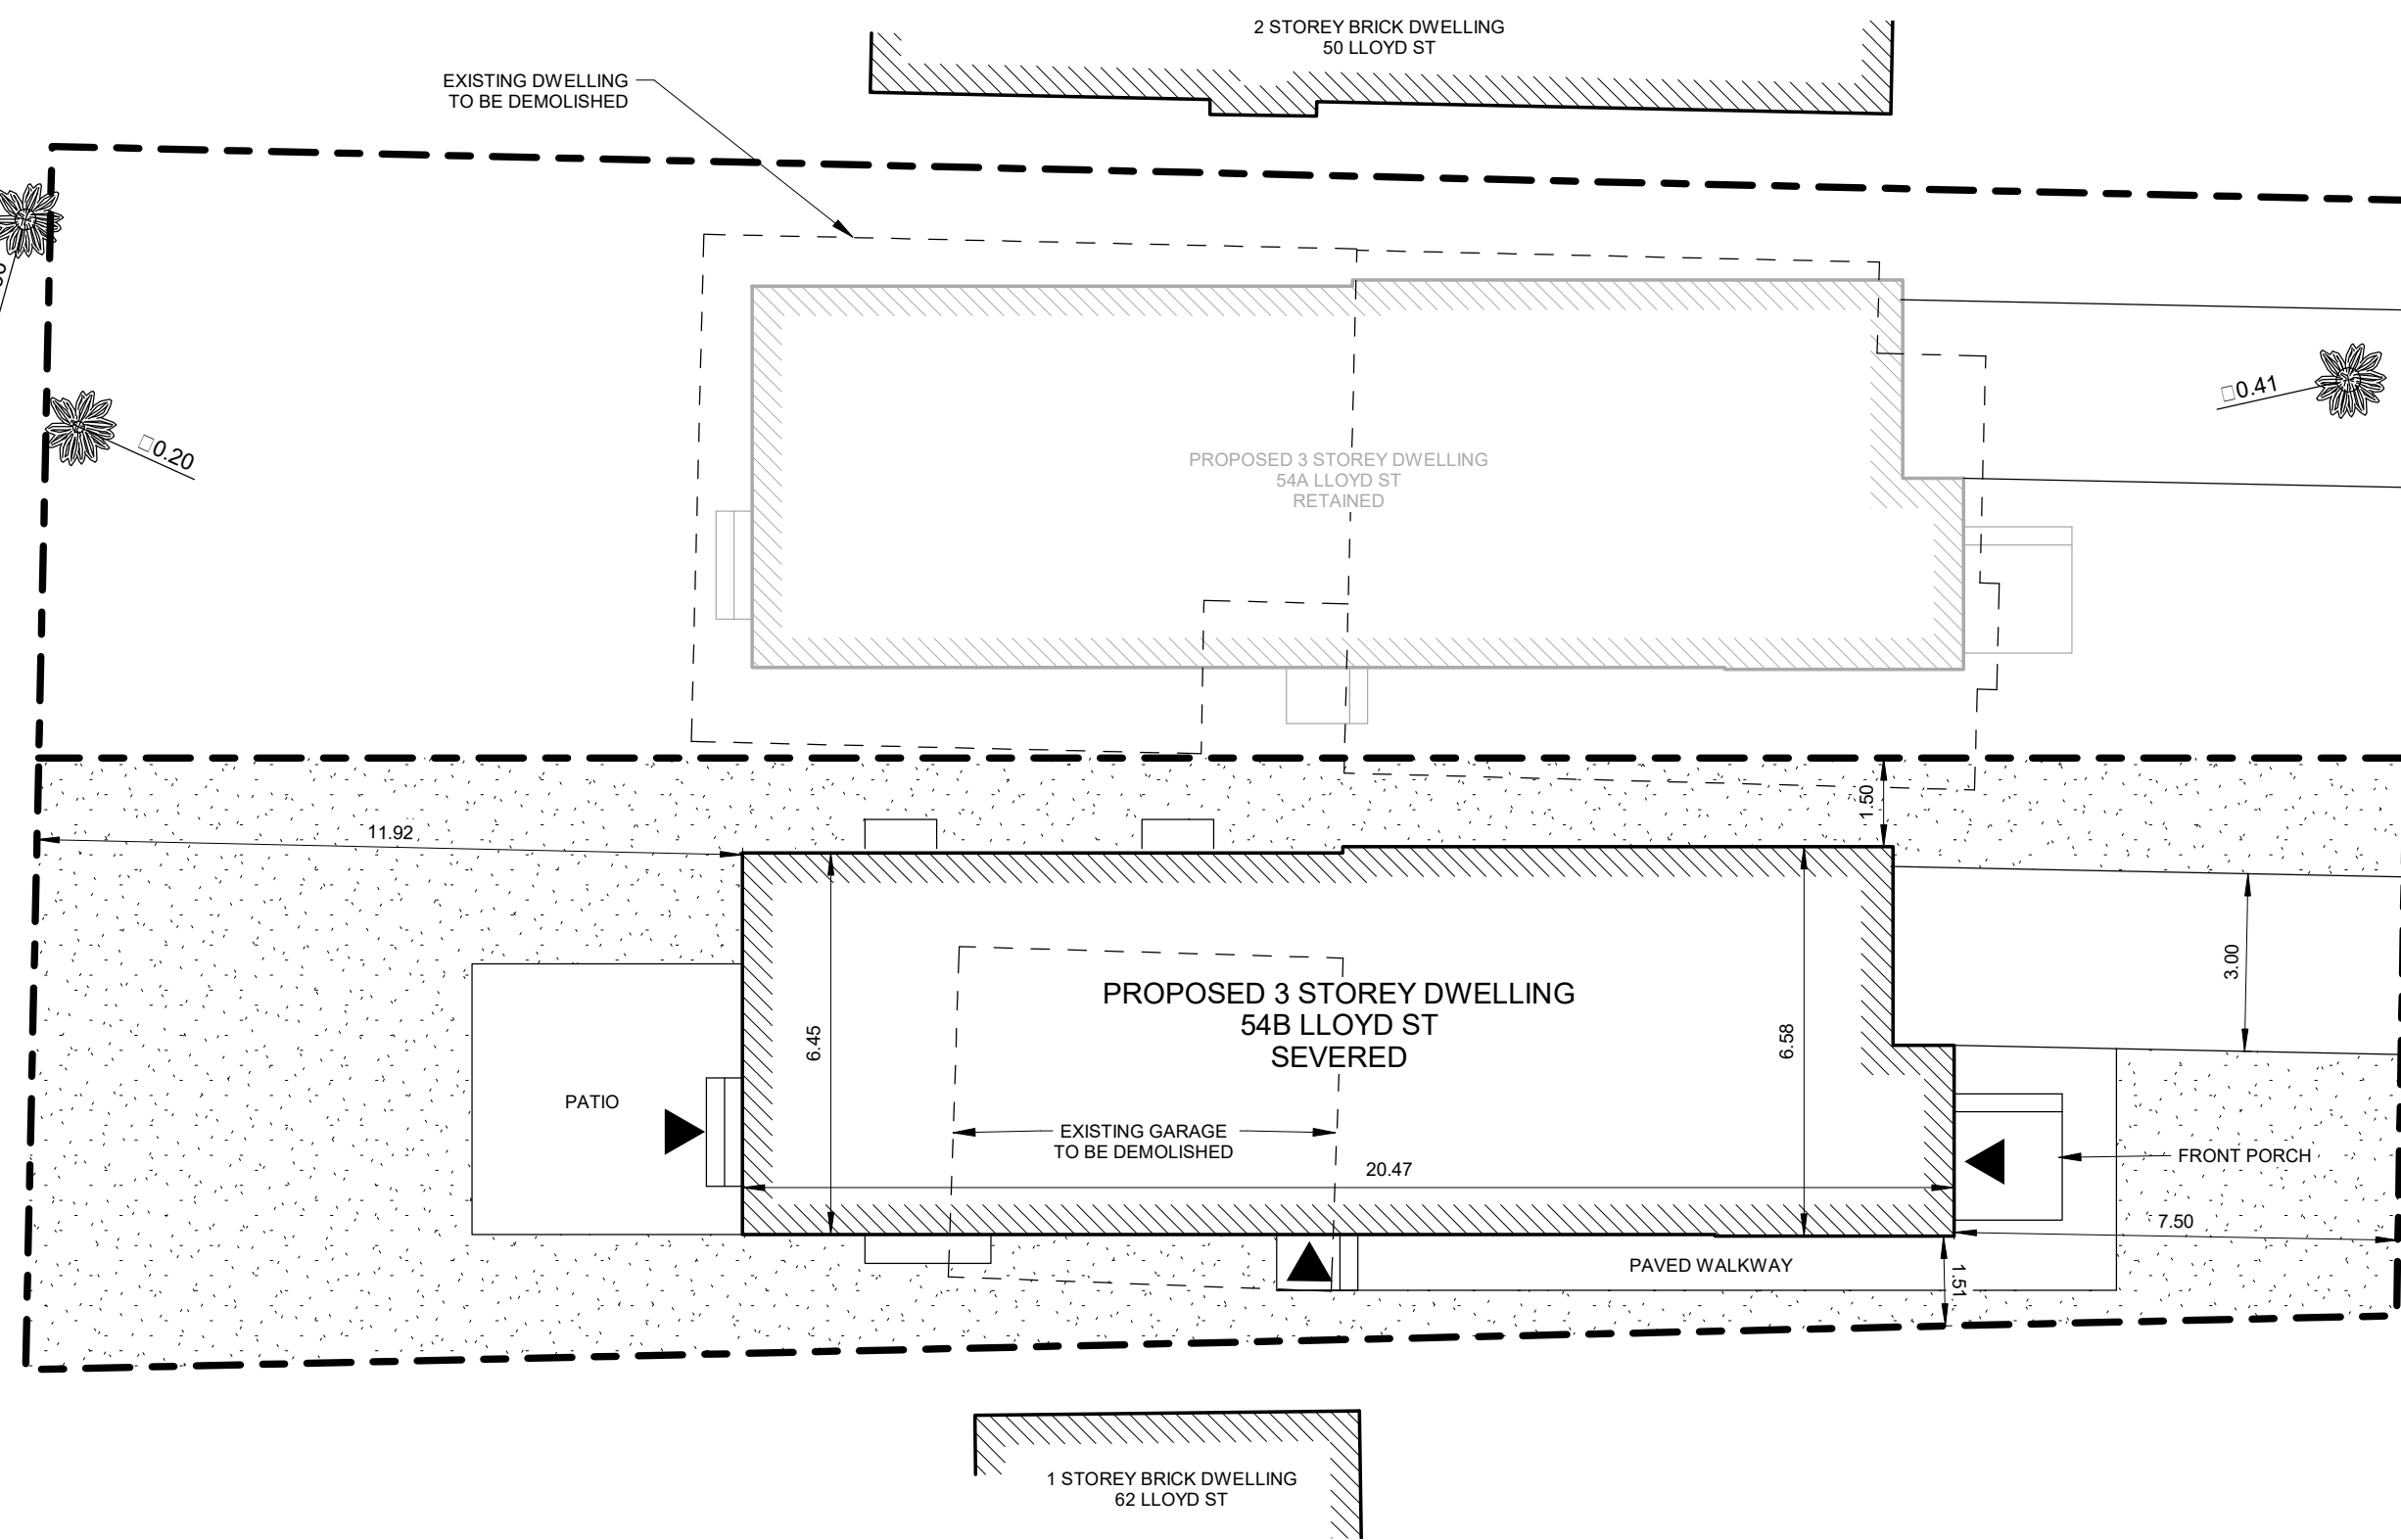 2 STOREY BRICK DWELLING
50 LLOYD ST
EXISTING DWELLING
TO BE DEMOLISHED
□0.41
□0.20
PROPOSED 3 STOREY DWELLING
54A LLOYD ST
RETAINED
1.50
11.92
3.00
PROPOSED 3 STOREY DWELLING
54B LLOYD ST
SEVERED
6.45
6.58
PATIO
EXISTING GARAGE
TO BE DEMOLISHED
20.47
FRONT PORCH
7.50
PAVED WALKWAY
1.51
1 STOREY BRICK DWELLING
62 LLOYD ST